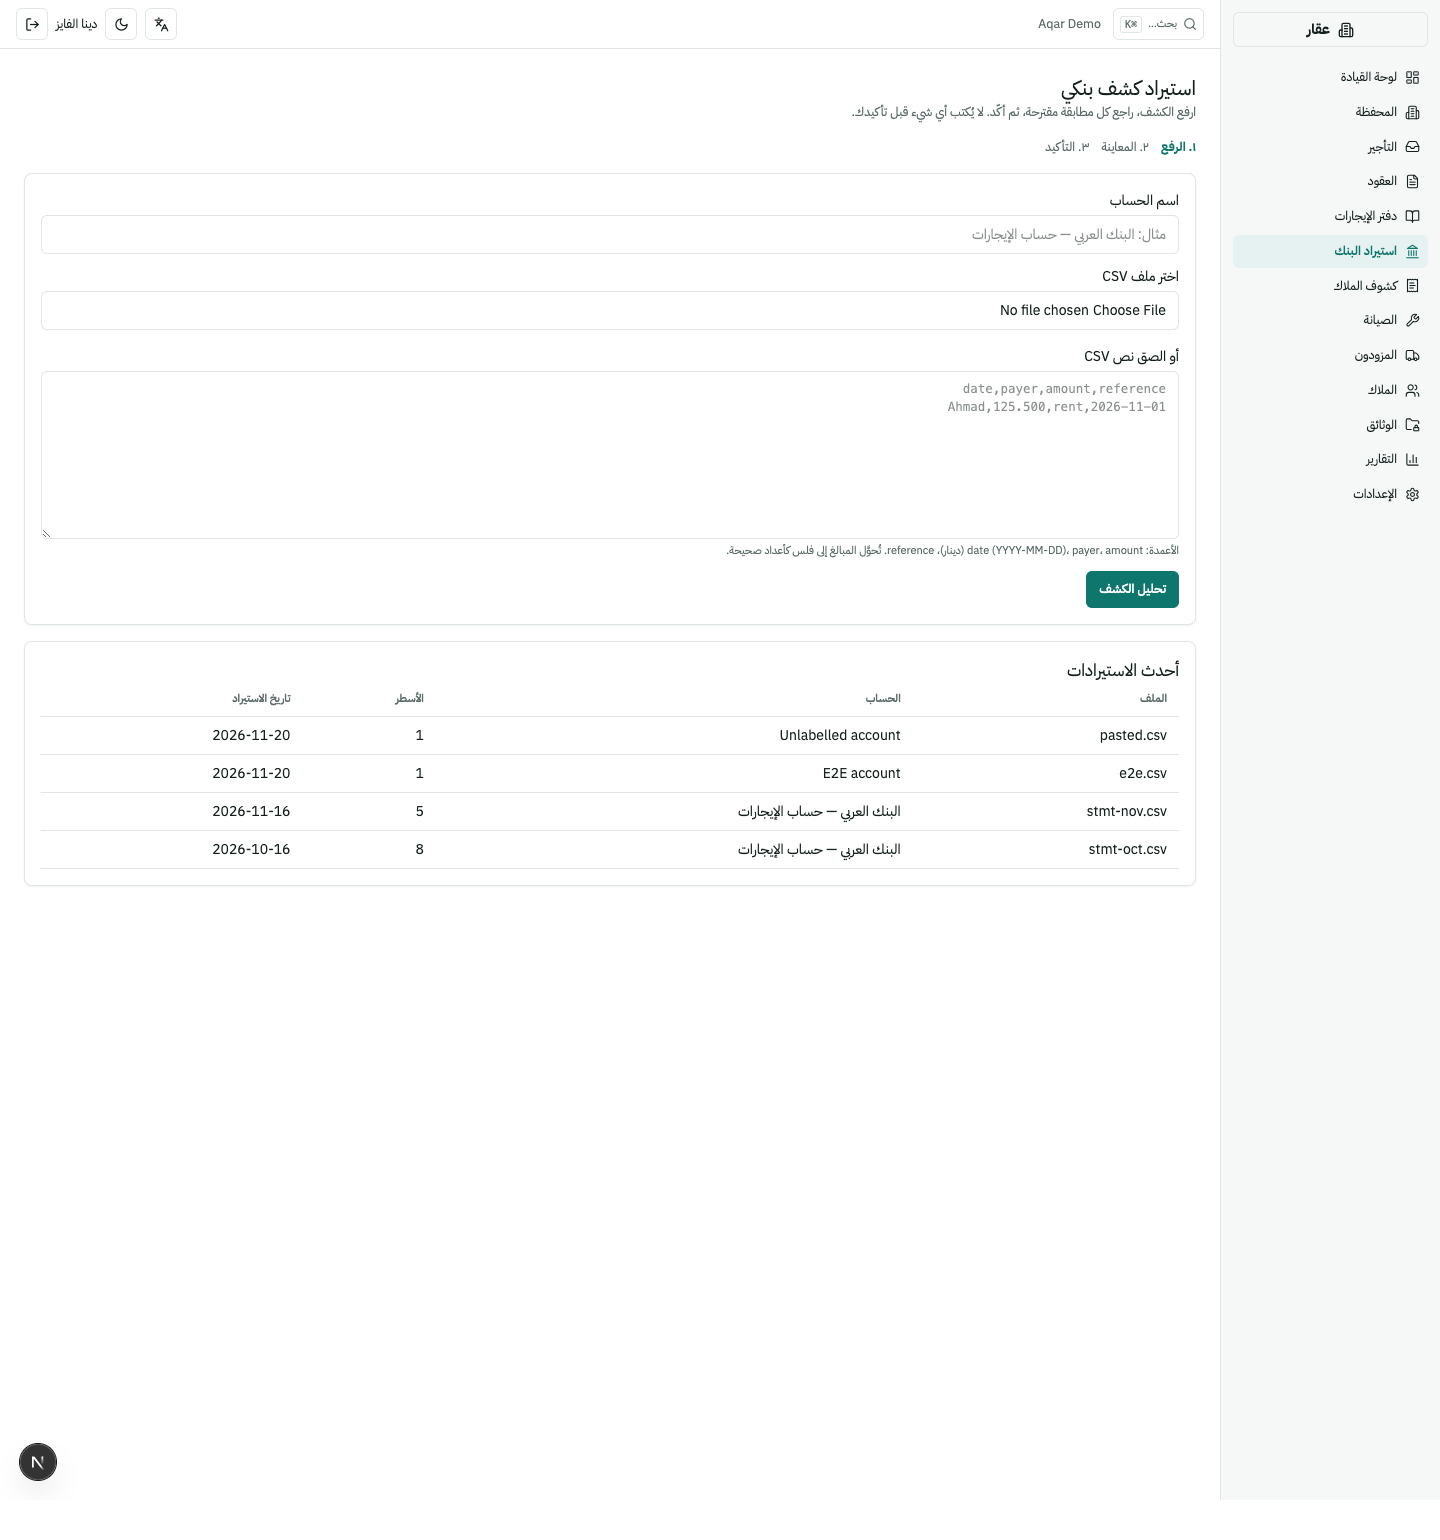 عقار
لوحة القيادة
المحفظة
التأجير
العقود
دفتر الإيجارات
استيراد البنك
كشوف الملاك
الصيانة
المزودون
الملاك
الوثائق
التقارير
الإعدادات
بحث... ⌘K Aqar Demo دينا الفايز
استيراد كشف بنكي
ارفع الكشف، راجع كل مطابقة مقترحة، ثم أكّد. لا يُكتب أي شيء قبل تأكيدك.
١. الرفع ٢. المعاينة ٣. التأكيد
اسم الحساب
مثال: البنك العربي — حساب الإيجارات
اختر ملف CSV
Choose File No file chosen
أو الصق نص CSV
date,payer,amount,reference
2026-11-01,Ahmad,125.500,rent
الأعمدة: date (YYYY-MM-DD)، payer، amount (دينار)، reference. تُحوَّل المبالغ إلى فلس كأعداد صحيحة.
تحليل الكشف
أحدث الاستيرادات
الملف الحساب الأسطر تاريخ الاستيراد
pasted.csv Unlabelled account 1 2026-11-20
e2e.csv E2E account 1 2026-11-20
stmt-nov.csv البنك العربي — حساب الإيجارات 5 2026-11-16
stmt-oct.csv البنك العربي — حساب الإيجارات 8 2026-10-16
N